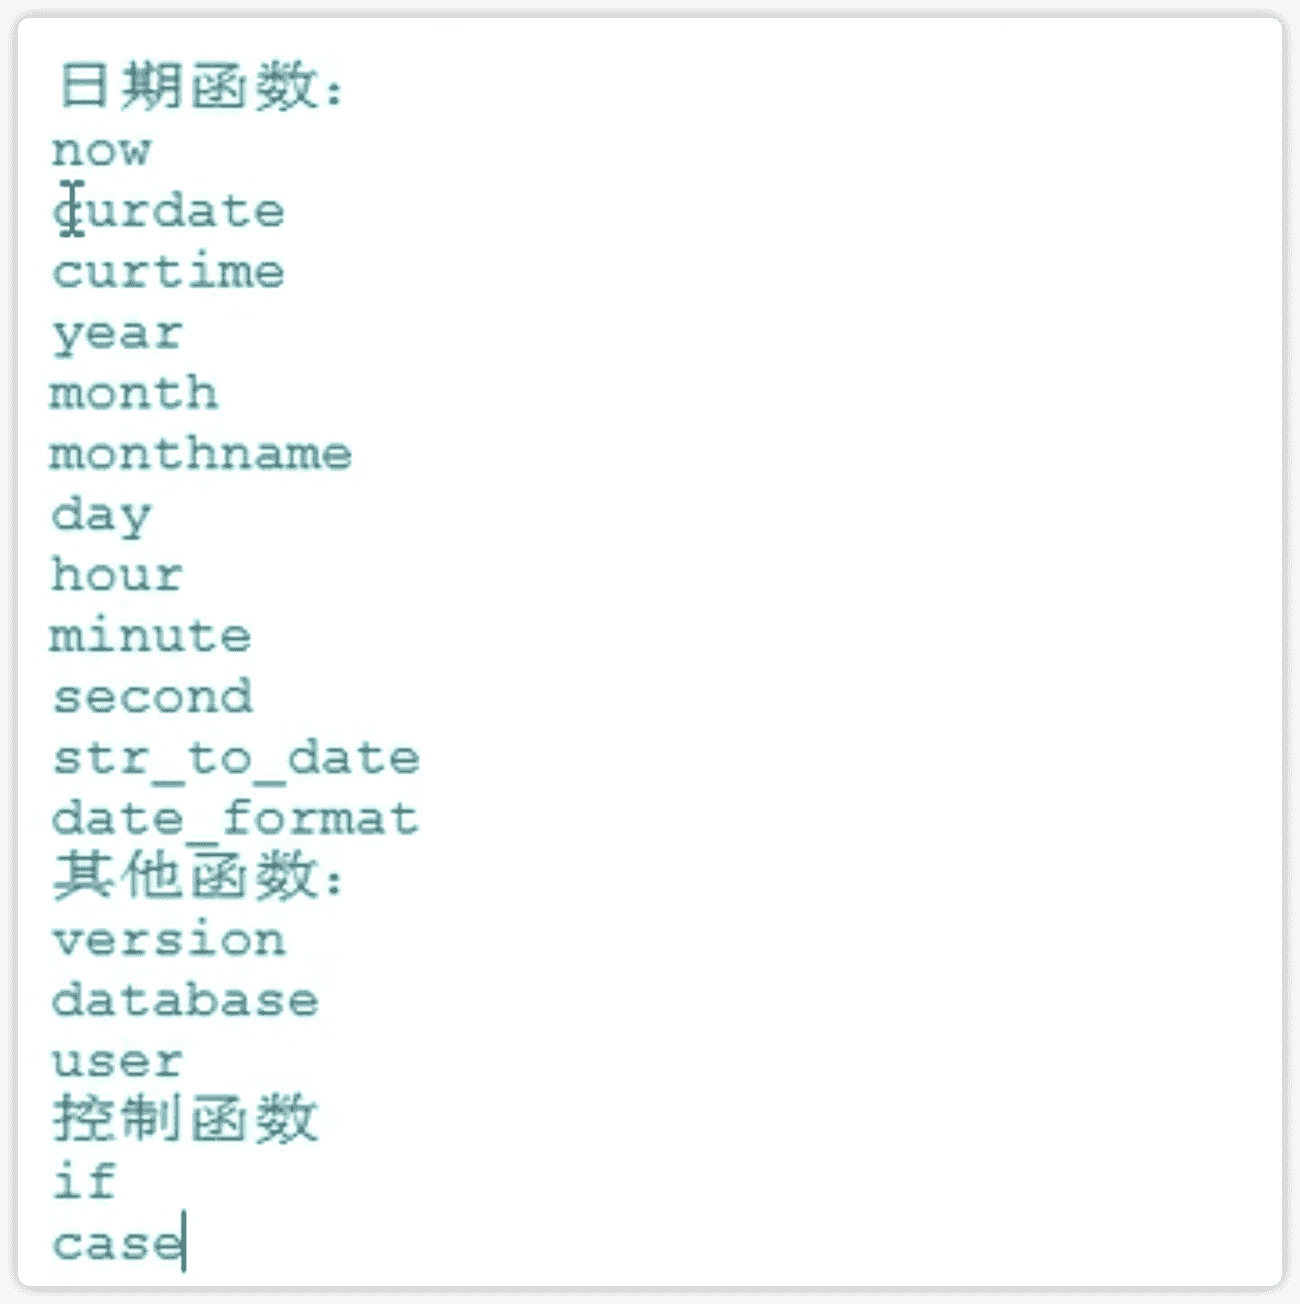 日期函数：
now
curdate
curtime
year
month
monthname
day
hour
minute
second
str_to_date
date_format
其他函数：
version
database
user
控制函数
if
case